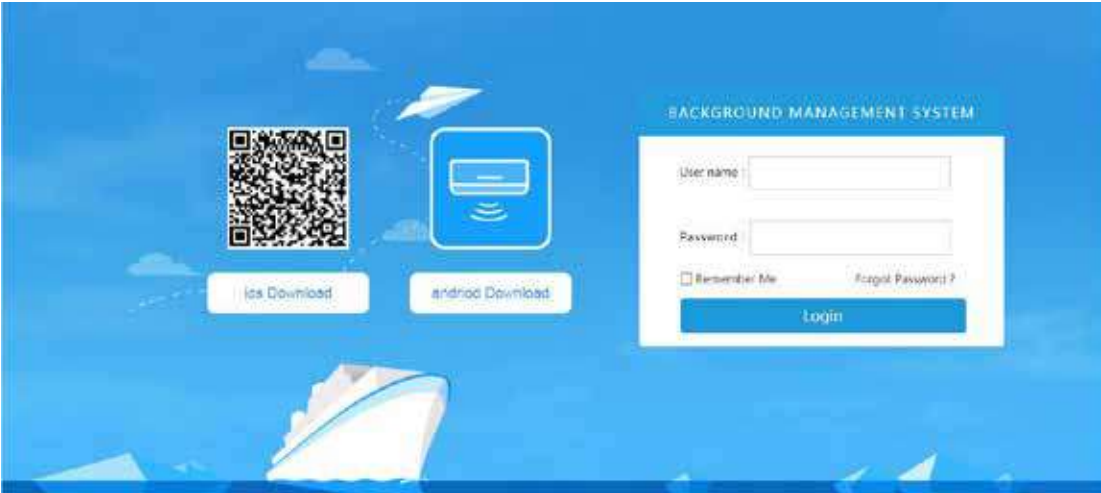 BACKGROUND MANAGEMENT SYSTEM
User name :
Password :
Remember Me
Forgot Password ?
Login
ios Download
andriod Download